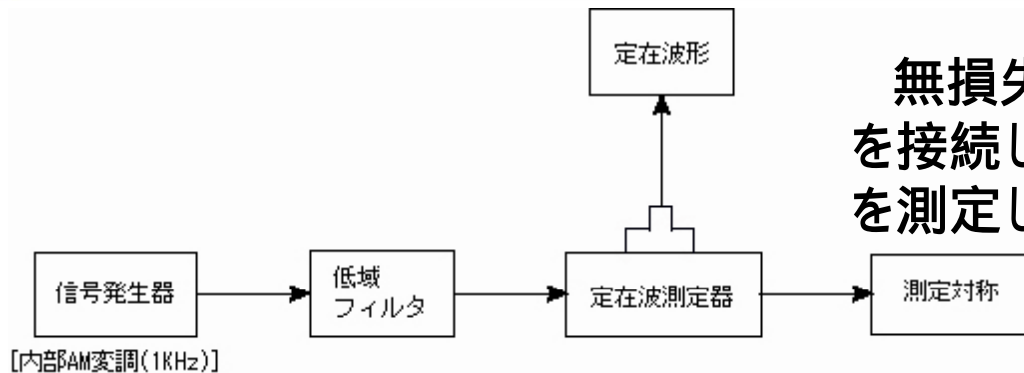 定在波形
無損失
を接続し
を測定し
信号発生器
低域
フィルタ
定在波測定器
測定対称
[内部AM変調(1KHz)]